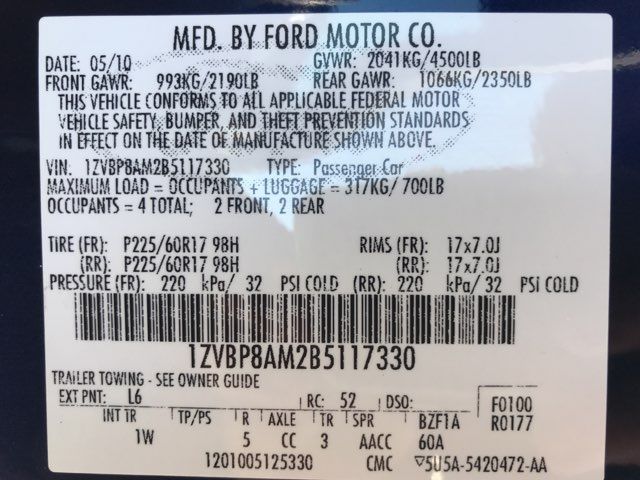 MFD. BY FORD MOTOR CO.
DATE: 05/10 GVWR: 2041KG/4500LB
FRONT GAWR: 993KG/2190LB REAR GAWR: 1066KG/2350LB
THIS VEHICLE CONFORMS TO ALL APPLICABLE FEDERAL MOTOR
VEHICLE SAFETY, BUMPER, AND THEFT PREVENTION STANDARDS
IN EFFECT ON THE DATE OF MANUFACTURE SHOWN ABOVE.
VIN: 1ZVBP8AM2B5117330 TYPE: Passenger Car
MAXIMUM LOAD = OCCUPANTS + LUGGAGE = 317KG/700LB
OCCUPANTS = 4 TOTAL; 2 FRONT, 2 REAR
TIRE (FR): P225/60R17 98H RIMS (FR): 17x7.0J
(RR): P225/60R17 98H (RR): 17x7.0J
PRESSURE (FR): 220 kPa/ 32 PSI COLD (RR): 220 kPa/ 32 PSI COLD
1ZVBP8AM2B5117330
TRAILER TOWING - SEE OWNER GUIDE
EXT PNT: L6 RC: 52 DSO: F0100
INT TR TP/PS R AXLE TR SPR BZF1A R0177
1W 5 CC 3 AACC 60A
1201005125330 CMC ▽5U5A-5420472-AA